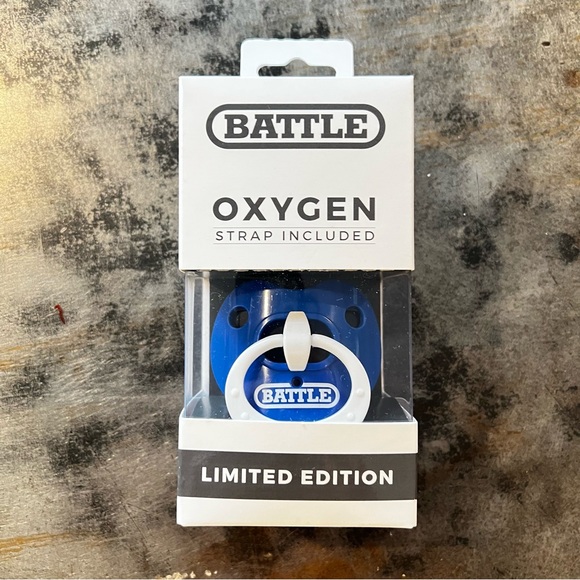 BATTLE
OXYGEN
STRAP INCLUDED
BATTLE
LIMITED EDITION